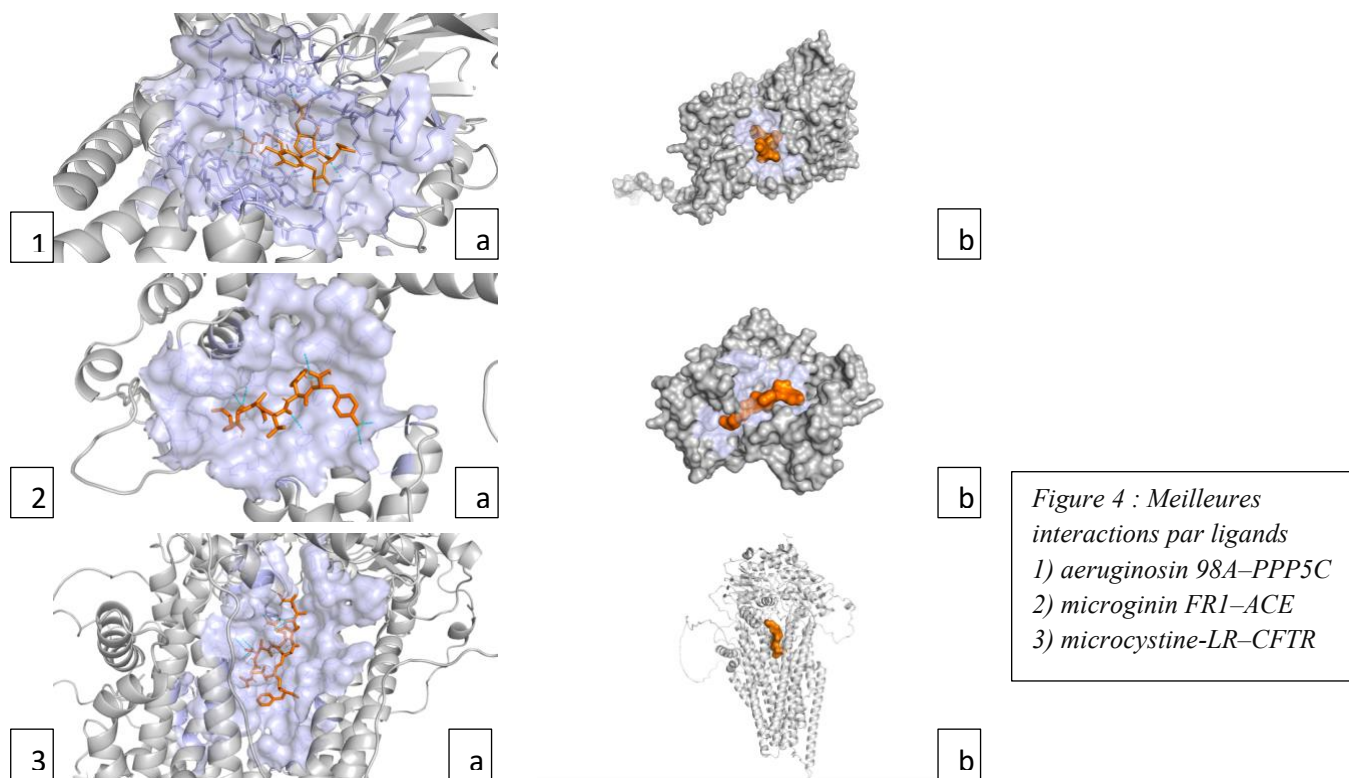 1
a
b
2
a
b
Figure 4 : Meilleures
interactions par ligands
1) aeruginosin 98A–PPP5C
2) microginin FR1–ACE
3) microcystine-LR–CFTR
3
a
b